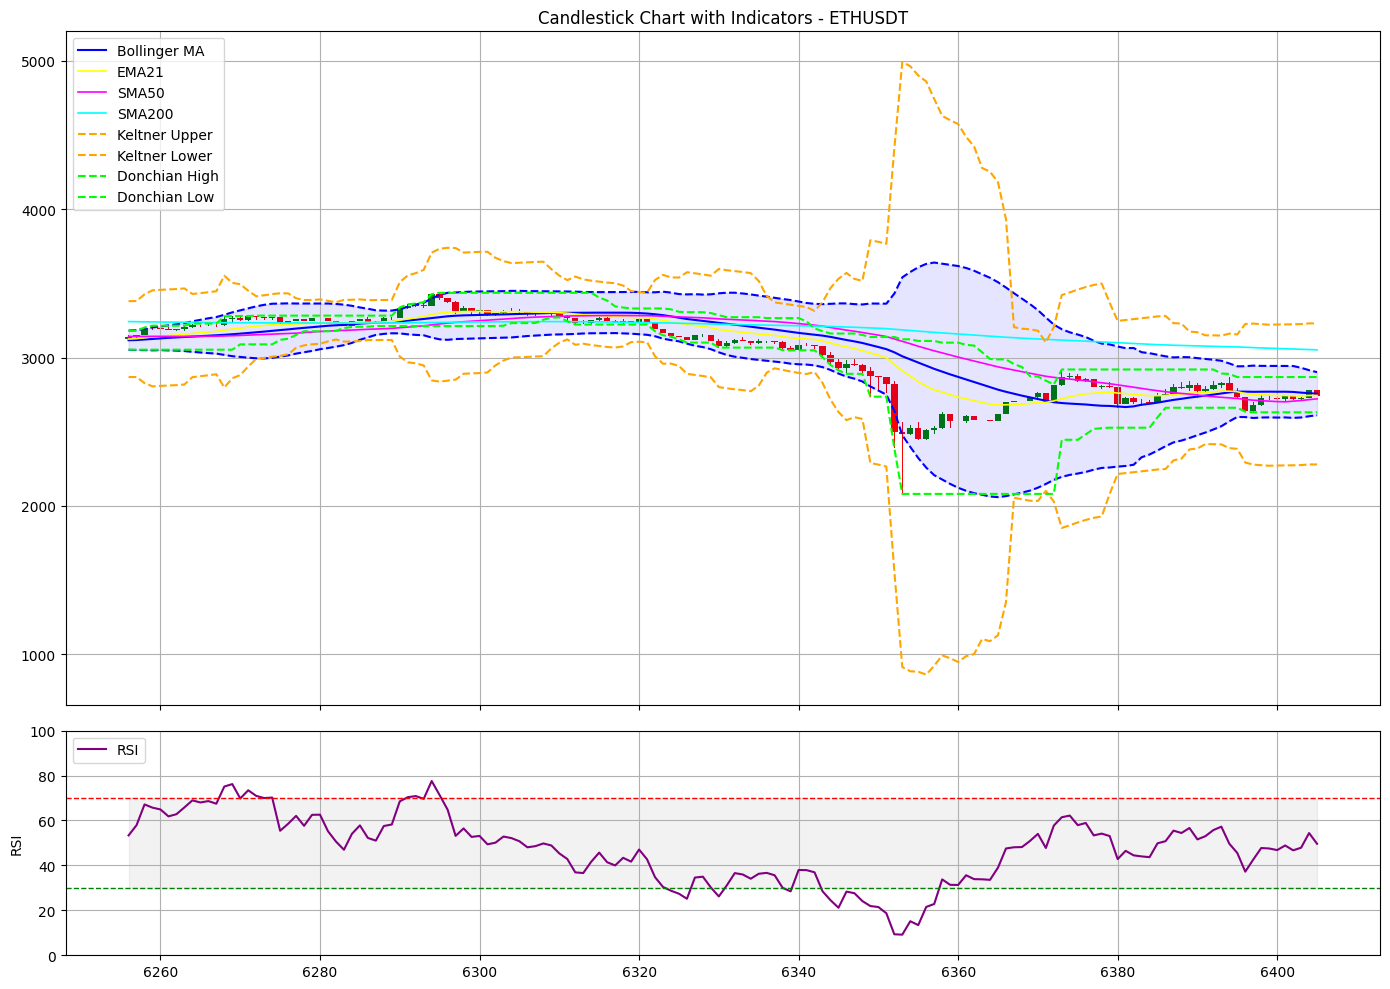 Candlestick Chart with Indicators - ETHUSDT
Bollinger MA
EMA21
SMA50
SMA200
Keltner Upper
Keltner Lower
Donchian High
Donchian Low
5000
4000
3000
2000
1000
RSI
RSI
100
80
60
40
20
0
6260
6280
6300
6320
6340
6360
6380
6400